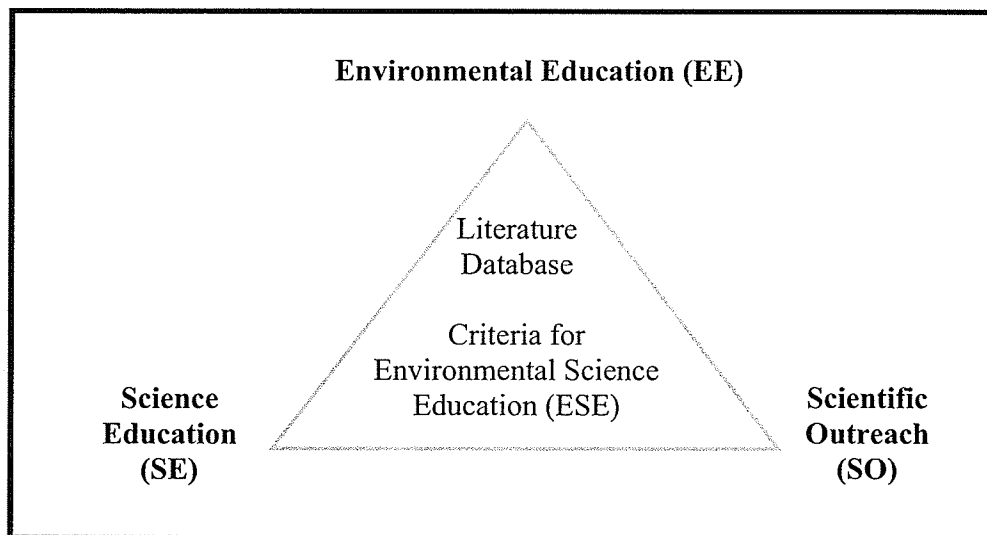 Environmental Education (EE)
Literature
Database
Criteria for
Environmental Science
Education (ESE)
Science
Education
(SE)
Scientific
Outreach
(SO)